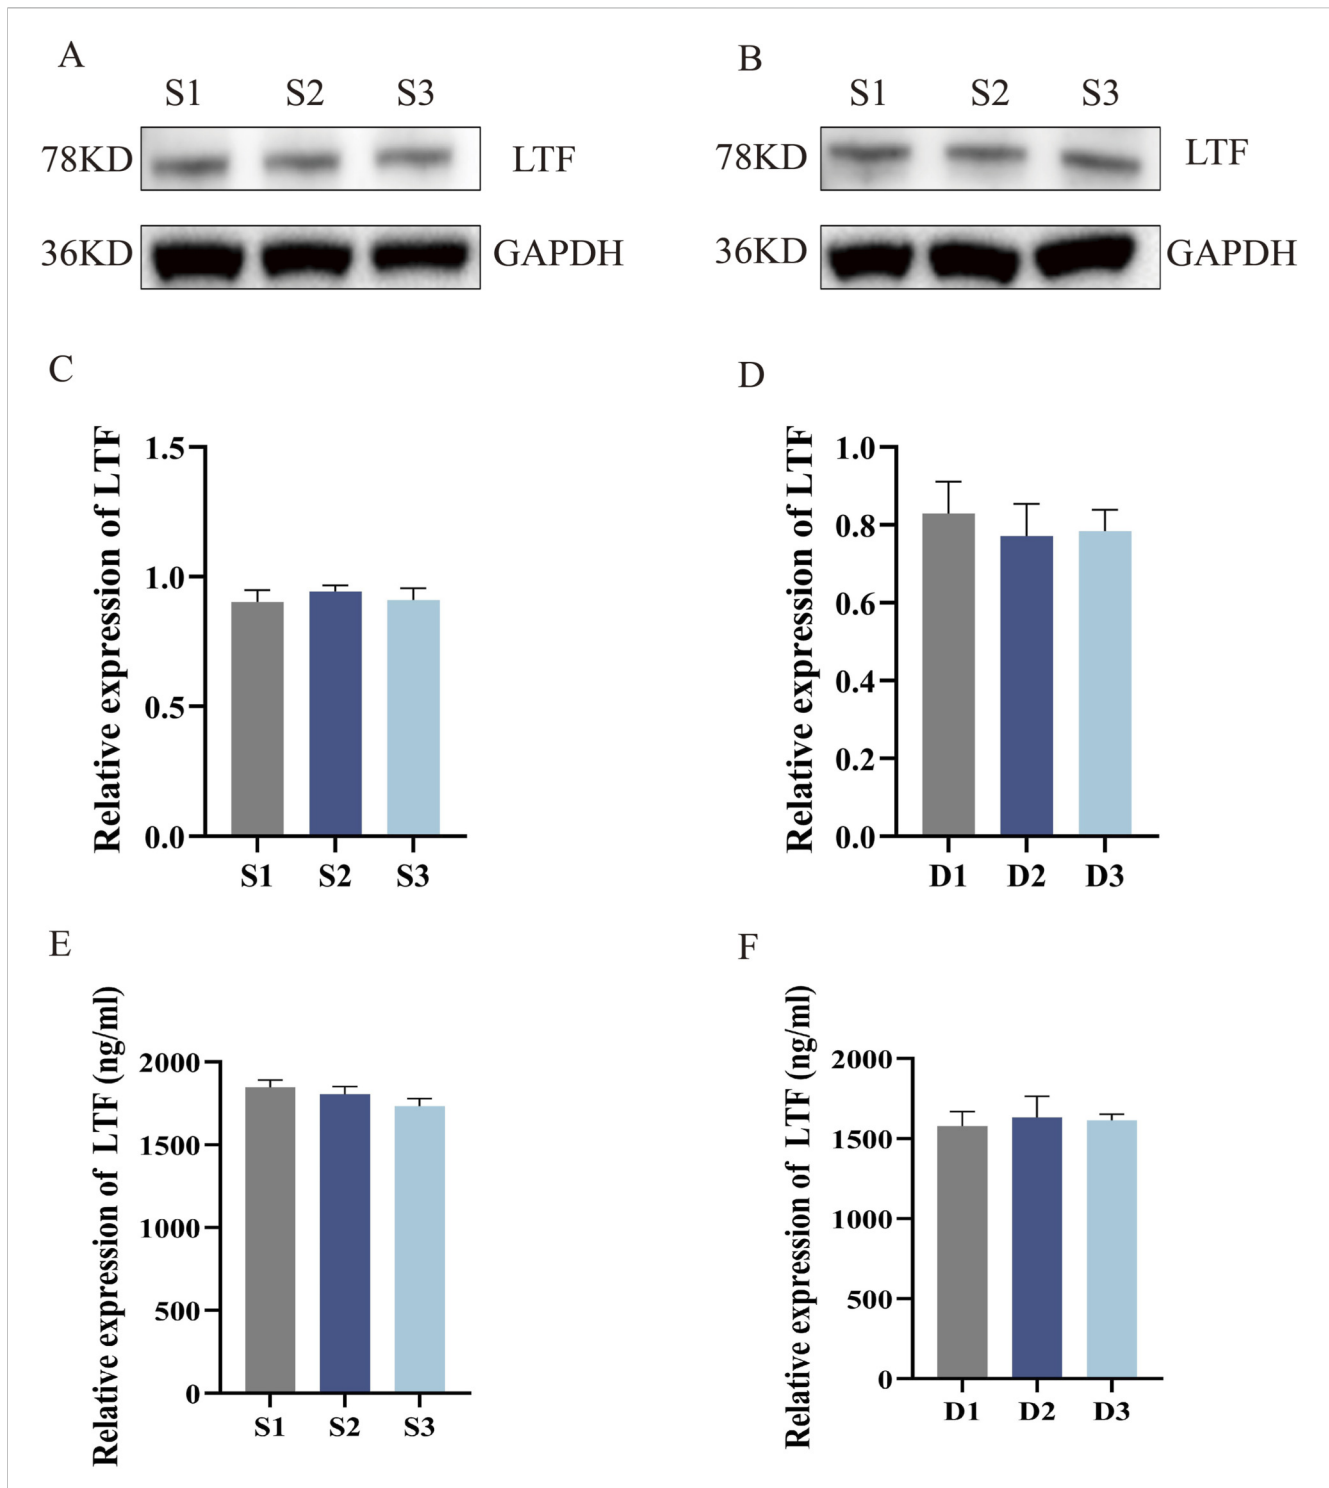 A
S1 S2 S3
78KD LTF
36KD GAPDH
B
S1 S2 S3
78KD LTF
36KD GAPDH
C
Relative expression of LTF
1.5
1.0
0.5
0.0
S1 S2 S3
D
Relative expression of LTF
1.0
0.8
0.6
0.4
0.2
0.0
D1 D2 D3
E
Relative expression of LTF (ng/ml)
2000
1500
1000
500
0
S1 S2 S3
F
Relative expression of LTF (ng/ml)
2000
1500
1000
500
0
D1 D2 D3